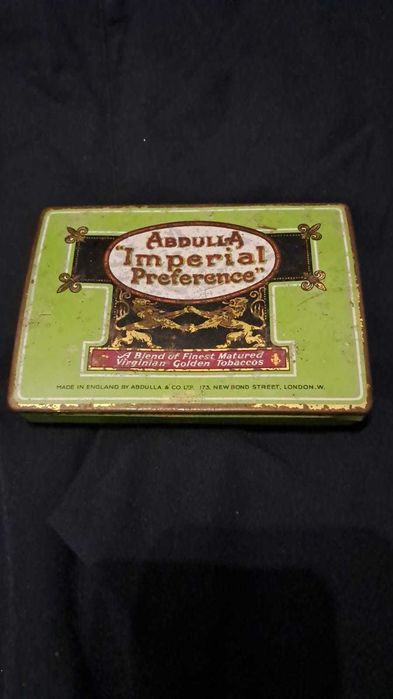 ABDULLA
"Imperial
Preference"
A Blend of Finest Matured
Virginian Golden Tobaccos
MADE IN ENGLAND BY ABDULLA & CO. LTD. 173, NEW BOND STREET, LONDON. W.